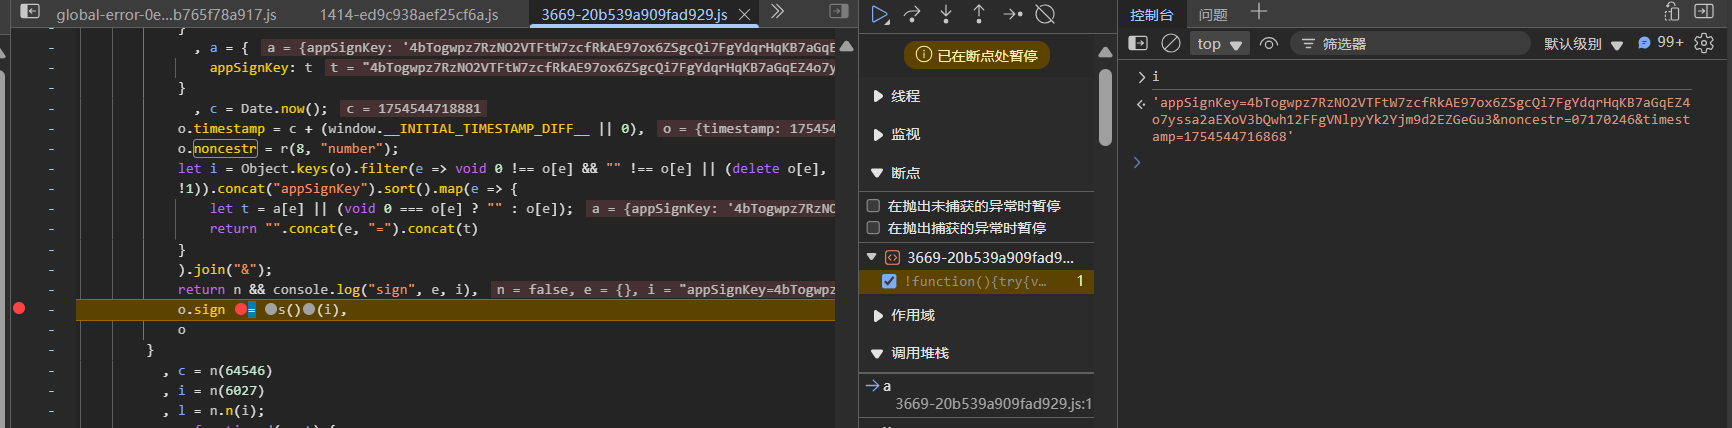 global-error-0e...b765f78a917.js
1414-ed9c938aef25cf6a.js
3669-20b539a909fad929.js
}
, a = { a = {appSignKey: '4bTogwpz7RzNO2VTFtW7zcfRkAE97ox6ZSgcQi7FgYdqrHqKB7aGqE
appSignKey: t t = "4bTogwpz7RzNO2VTFtW7zcfRkAE97ox6ZSgcQi7FgYdqrHqKB7aGqEZ4o7y
}
, c = Date.now(); c = 1754544718881
o.timestamp = c + (window.__INITIAL_TIMESTAMP_DIFF__ || 0), o = {timestamp: 17545
o.noncestr = r(8, "number");
let i = Object.keys(o).filter(e => void 0 !== o[e] && "" !== o[e] || (delete o[e],
!1)).concat("appSignKey").sort().map(e => {
let t = a[e] || (void 0 === o[e] ? "" : o[e]); a = {appSignKey: '4bTogwpz7RzNO
return "".concat(e, "=").concat(t)
}
).join("&");
return n && console.log("sign", e, i), n = false, e = {}, i = "appSignKey=4bTogwpz
o.sign = s()(i),
o
}
, c = n(64546)
, i = n(6027)
, l = n.n(i);
已在断点处暂停
线程
监视
断点
在抛出未捕获的异常时暂停
在抛出捕获的异常时暂停
3669-20b539a909fad9...
!function(){try{v... 1
作用域
调用堆栈
a
3669-20b539a909fad929.js:1
控制台 问题
top 筛选器 默认级别 99+
i
'appSignKey=4bTogwpz7RzNO2VTFtW7zcfRkAE97ox6ZSgcQi7FgYdqrHqKB7aGqEZ4
o7yssa2aEXoV3bQwh12FFgVNlpyYk2Yjm9d2EZGeGu3&noncestr=07170246&timest
amp=1754544716868'